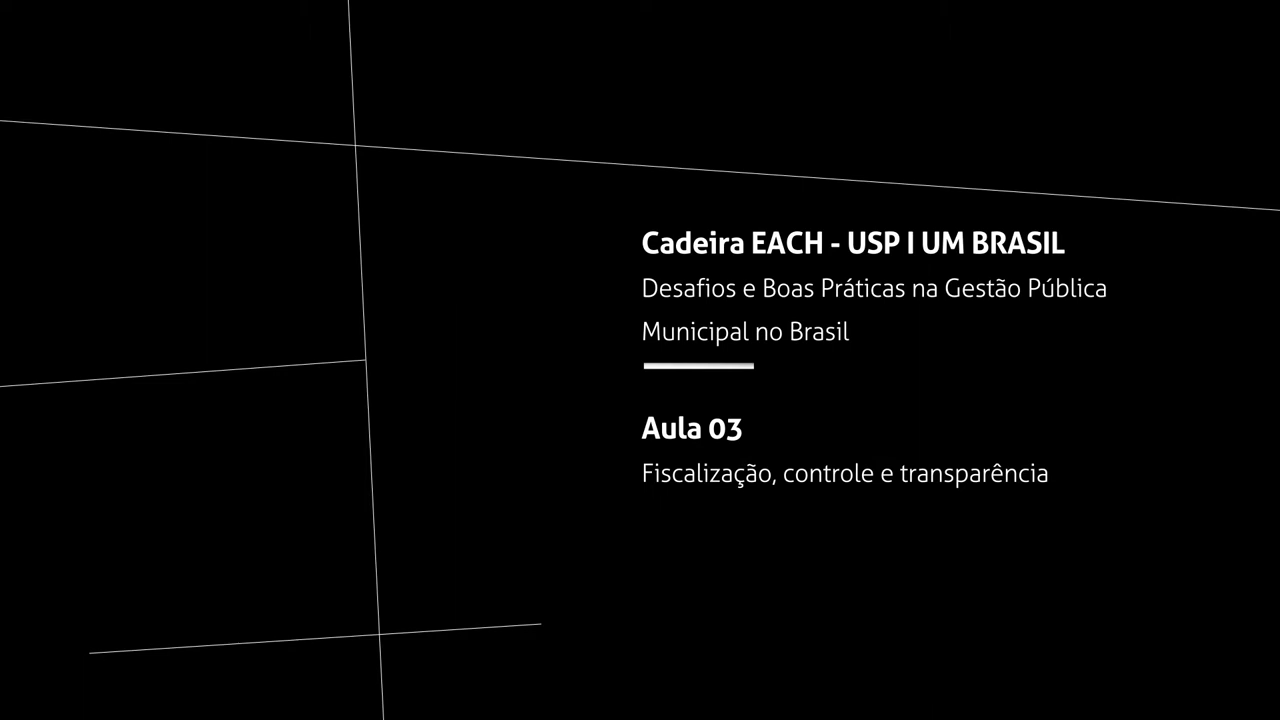 Cadeira EACH - USP I UM BRASIL
Desafios e Boas Práticas na Gestão Pública
Municipal no Brasil
Aula 03
Fiscalização, controle e transparência